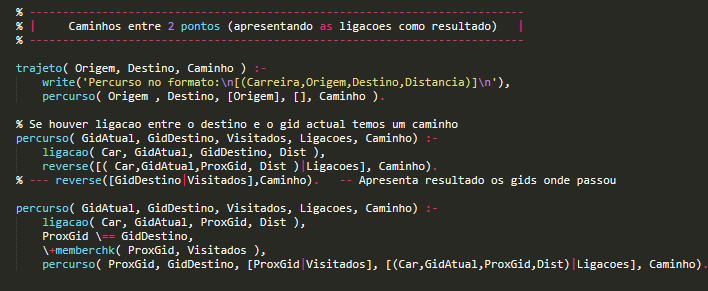 % ---------------------------------------------------------------------------
% |     Caminhos entre 2 pontos (apresentando as ligacoes como resultado)   |
% ---------------------------------------------------------------------------
trajeto( Origem, Destino, Caminho ) :-
    write('Percurso no formato:\n[(Carreira,Origem,Destino,Distancia)]\n'),
    percurso( Origem , Destino, [Origem], [], Caminho ).
% Se houver ligacao entre o destino e o gid actual temos um caminho
percurso( GidAtual, GidDestino, Visitados, Ligacoes, Caminho) :-
    ligacao( Car, GidAtual, GidDestino, Dist ),
    reverse([( Car,GidAtual,ProxGid, Dist )|Ligacoes], Caminho).
% --- reverse([GidDestino|Visitados],Caminho).   -- Apresenta resultado os gids onde passou
percurso( GidAtual, GidDestino, Visitados, Ligacoes, Caminho) :-
    ligacao( Car, GidAtual, ProxGid, Dist ),
    ProxGid \== GidDestino,
    \+memberchk( ProxGid, Visitados ),
    percurso( ProxGid, GidDestino, [ProxGid|Visitados], [(Car,GidAtual,ProxGid,Dist)|Ligacoes], Caminho).